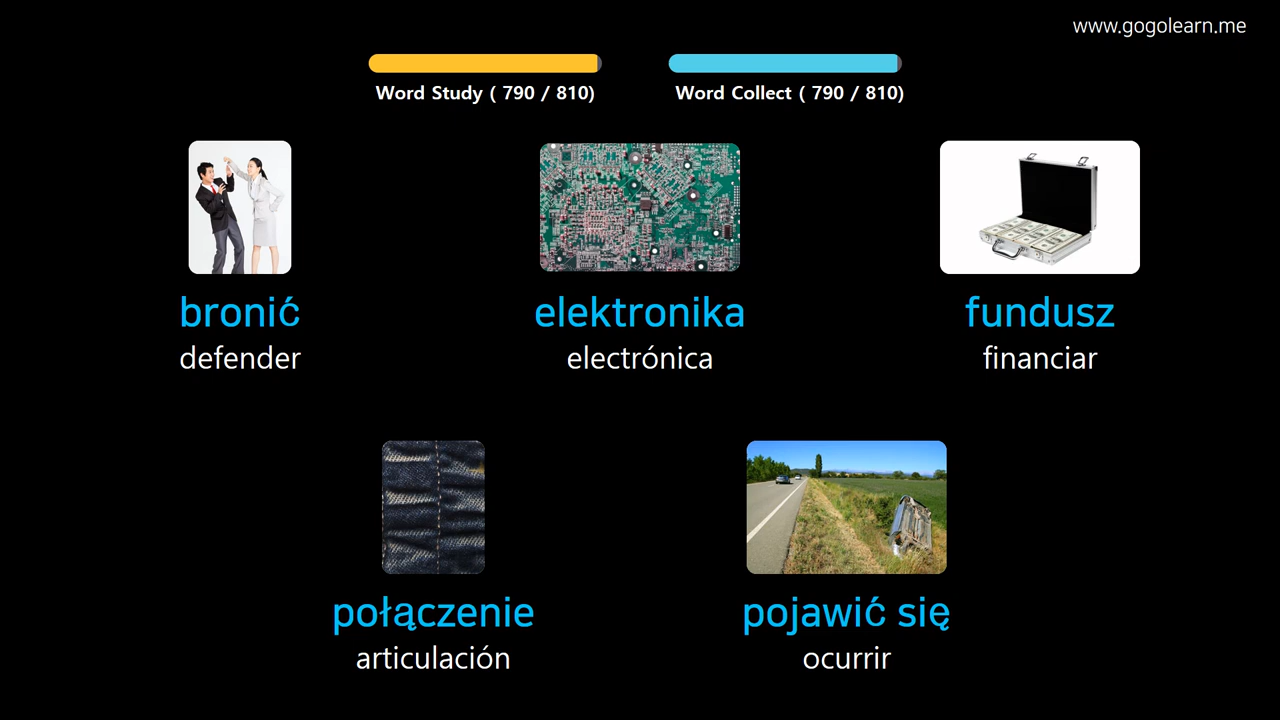 www.gogolearn.me
Word Study ( 790 / 810)
Word Collect ( 790 / 810)
bronić
defender
elektronika
electrónica
fundusz
financiar
połączenie
articulación
pojawić się
ocurrir